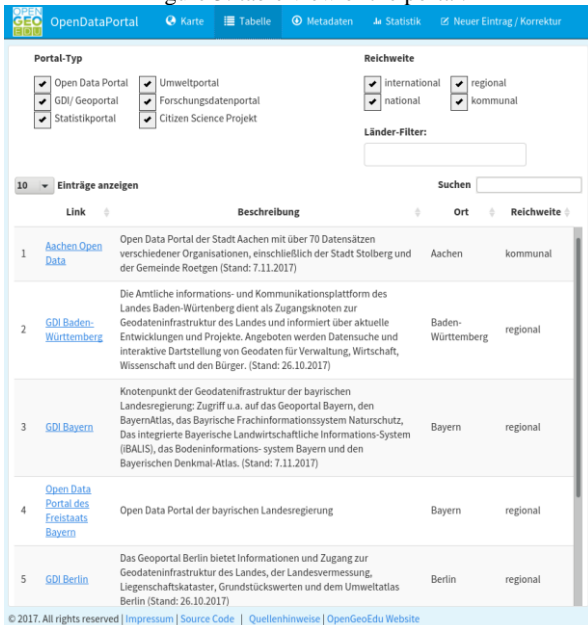 OPEN
GEO
EDU
OpenDataPortal
Karte
Tabelle
Metadaten
Statistik
Neuer Eintrag / Korrektur
Portal-Typ
Open Data Portal
Umweltportal
GDI/ Geoportal
Forschungsdatenportal
Statistikportal
Citizen Science Projekt
Reichweite
international
regional
national
kommunal
Länder-Filter:
10 Einträge anzeigen
Suchen
Link Beschreibung Ort Reichweite
1
Aachen Open
Data
Open Data Portal der Stadt Aachen mit über 70 Datensätzen
verschiedener Organisationen, einschließlich der Stadt Stolberg und
der Gemeinde Roetgen (Stand: 7.11.2017)
Aachen
kommunal
2
GDI Baden-
Württemberg
Die Amtliche informations- und Kommunikationsplattform des
Landes Baden-Würtenberg dient als Zugangsknoten zur
Geodateninfrastruktur des Landes und informiert über aktuelle
Entwicklungen und Projekte. Angeboten werden Datensuche und
interaktive Dartstellung von Geodaten für Verwaltung, Wirtschaft,
Wissenschaft und den Bürger. (Stand: 26.10.2017)
Baden-
Württemberg
regional
3
GDI Bayern
Knotenpunkt der Geodatenifrastruktur der bayrischen
Landesregierung: Zugriff u.a. auf das Geoportal Bayern, den
BayernAtlas, das Bayrische Frachinformationssystem Naturschutz,
Das integrierte Bayerische Landwirtschaftliche Informations-System
(iBALIS), das Bodeninformations- system Bayern und den
Bayerischen Denkmal-Atlas. (Stand: 7.11.2017)
Bayern
regional
4
Open Data
Portal des
Freistaats
Bayern
Open Data Portal der bayrischen Landesregierung
Bayern
regional
5
GDI Berlin
Das Geoportal Berlin bietet Informationen und Zugang zur
Geodateninfrastruktur des Landes, der Landesvermessung,
Liegenschaftskataster, Grundstückswerten und dem Umweltatlas
Berlin (Stand: 26.10.2017)
Berlin
regional
© 2017. All rights reserved | Impressum | Source Code | Quellenhinweise | OpenGeoEdu Website